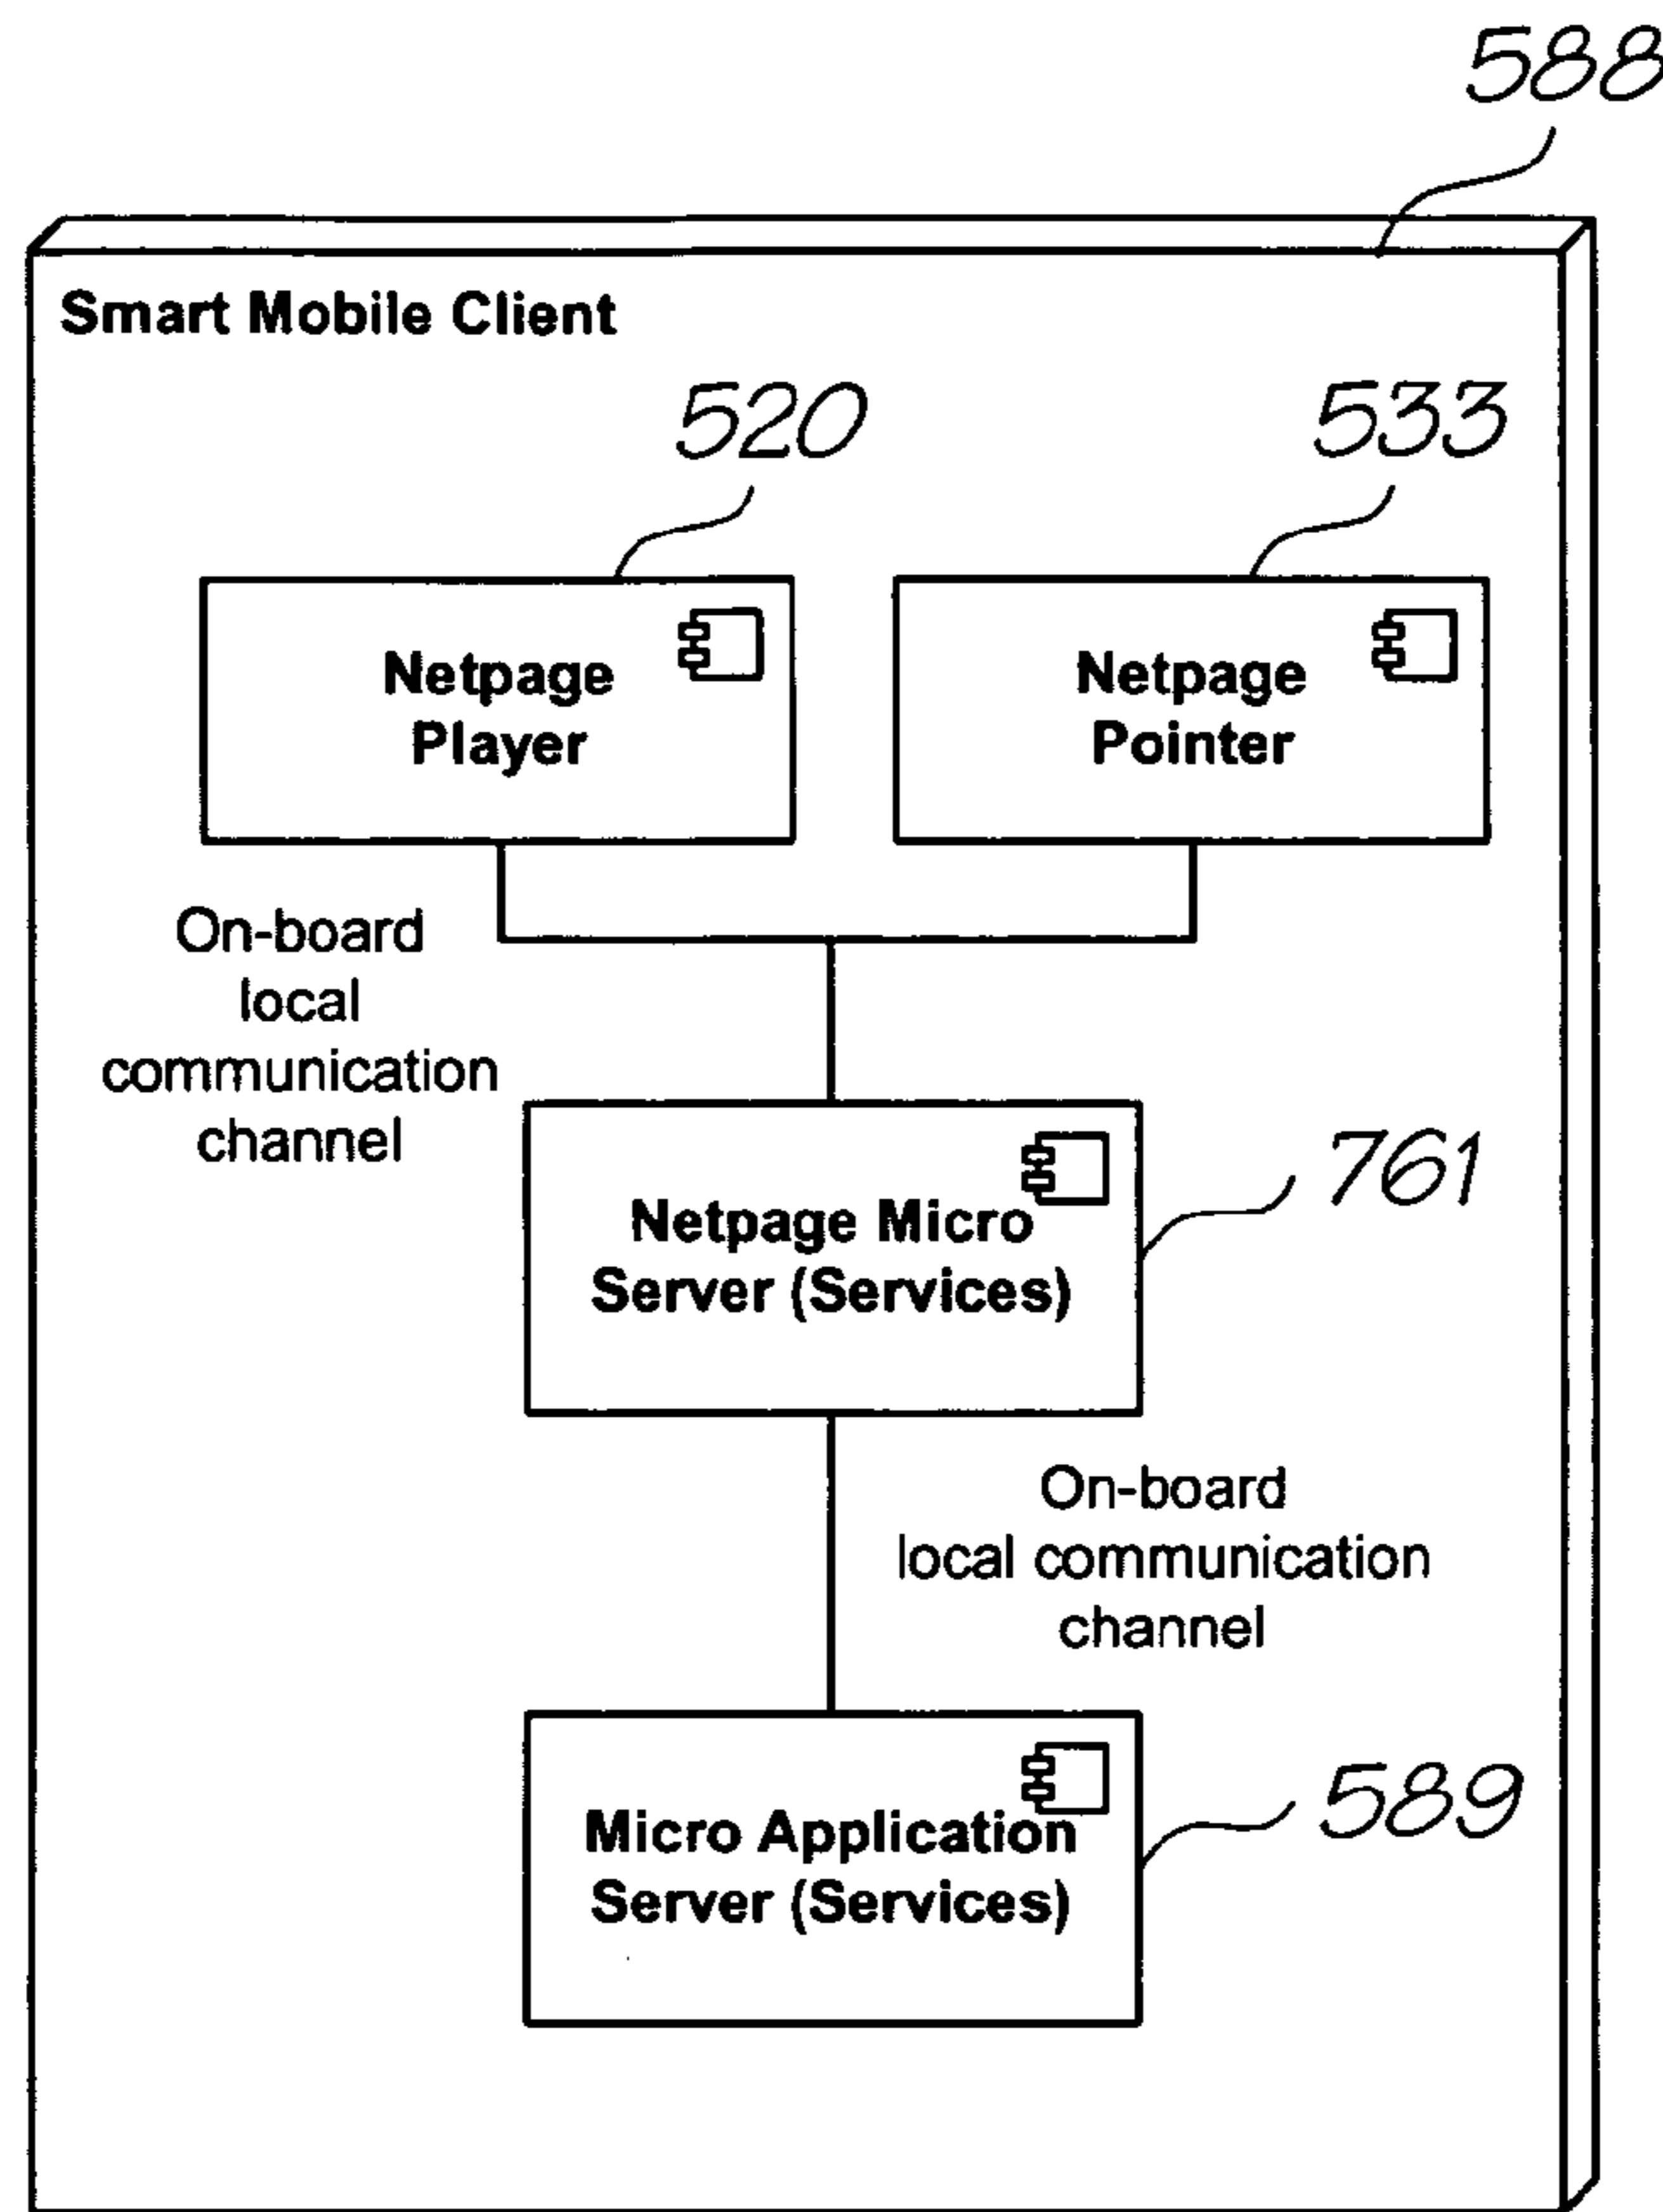 588
Smart Mobile Client
520
533
Netpage
Player
Netpage
Pointer
On-board
local
communication
channel
761
Netpage Micro
Server (Services)
On-board
local communication
channel
589
Micro Application
Server (Services)